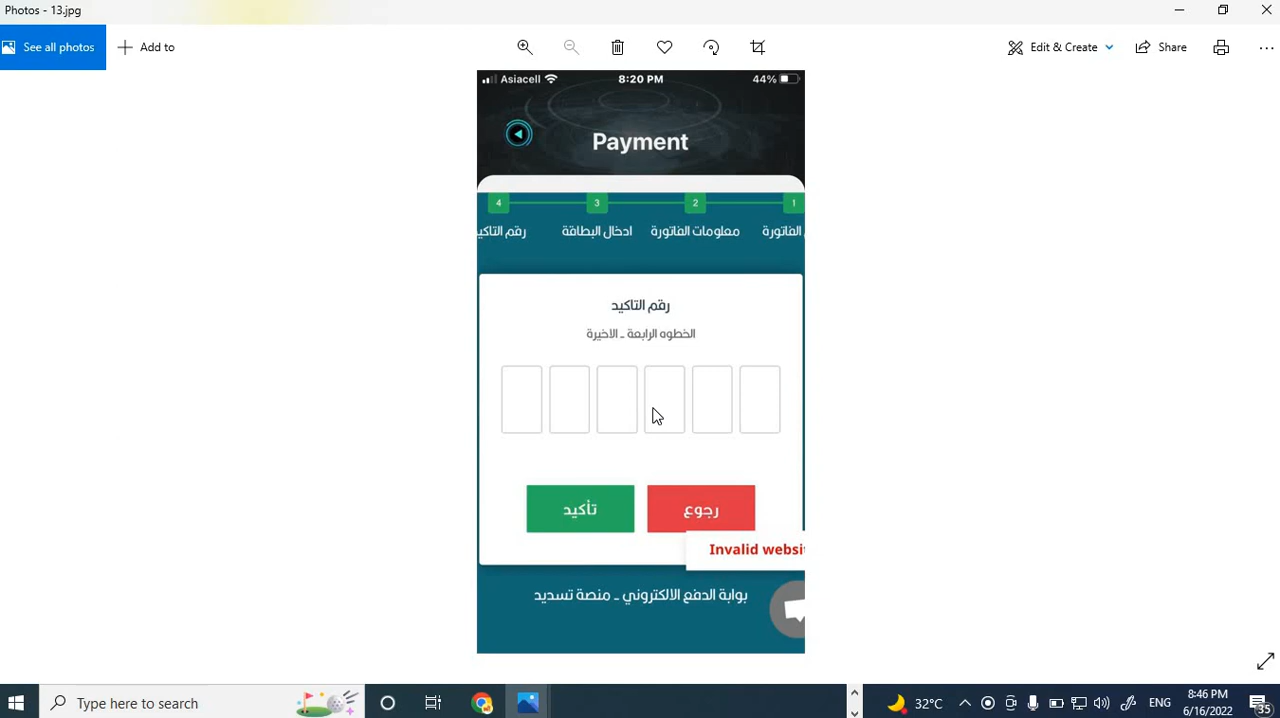 Photos - 13.jpg
See all photos
Add to
Edit & Create
Share
Asiacell
8:20 PM
44%
Payment
1
2
3
4
الفاتورة
معلومات الفاتورة
ادخال البطاقة
رقم التاكيد
رقم التاكيد
الخطوه الرابعة - الاخيرة
رجوع
تأكيد
Invalid websit
بوابة الدفع الالكتروني - منصة تسديد
Type here to search
32°C
ENG
8:46 PM
6/16/2022
35